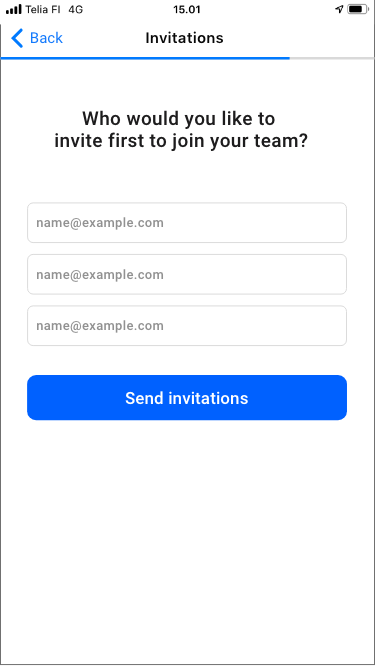 Telia FI 4G 15.01
Back Invitations
Who would you like to
invite first to join your team?
name@example.com
name@example.com
name@example.com
Send invitations